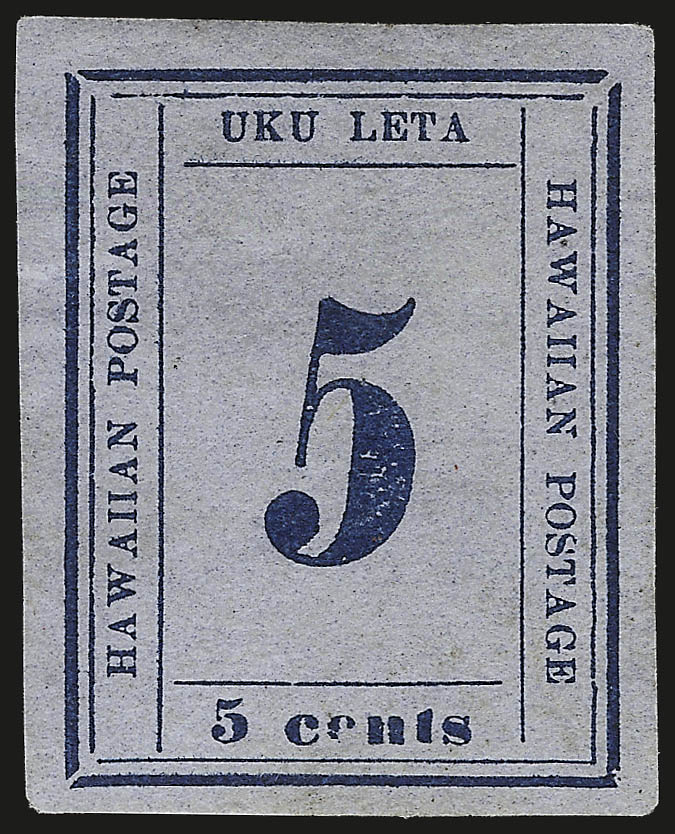 UKU LETA
HAWAIIAN POSTAGE
5
HAWAIIAN POSTAGE
5 cents